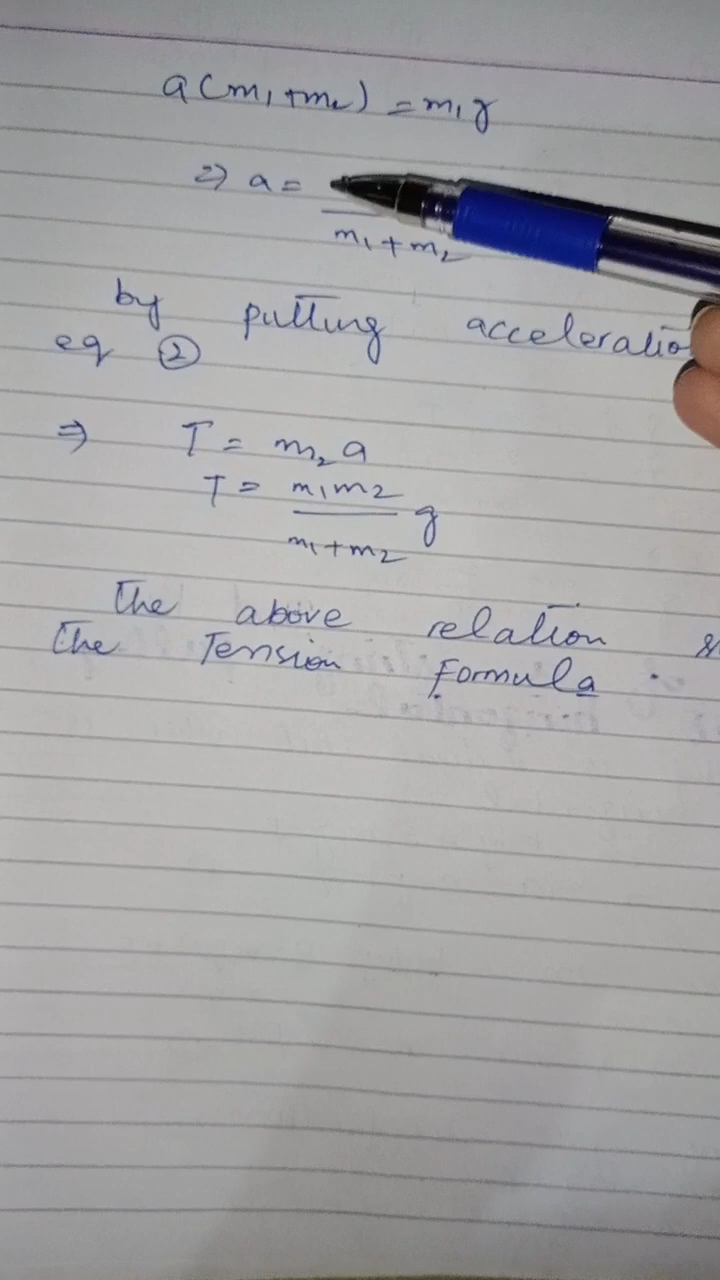 a(m₁+m₂) = m₁g
⇒ a =
m₁+m₂
by putting acceleratio
eq ②
⇒ T = m₂a
T = m₁m₂
g
m₁+m₂
The above relation
The Tension formula.